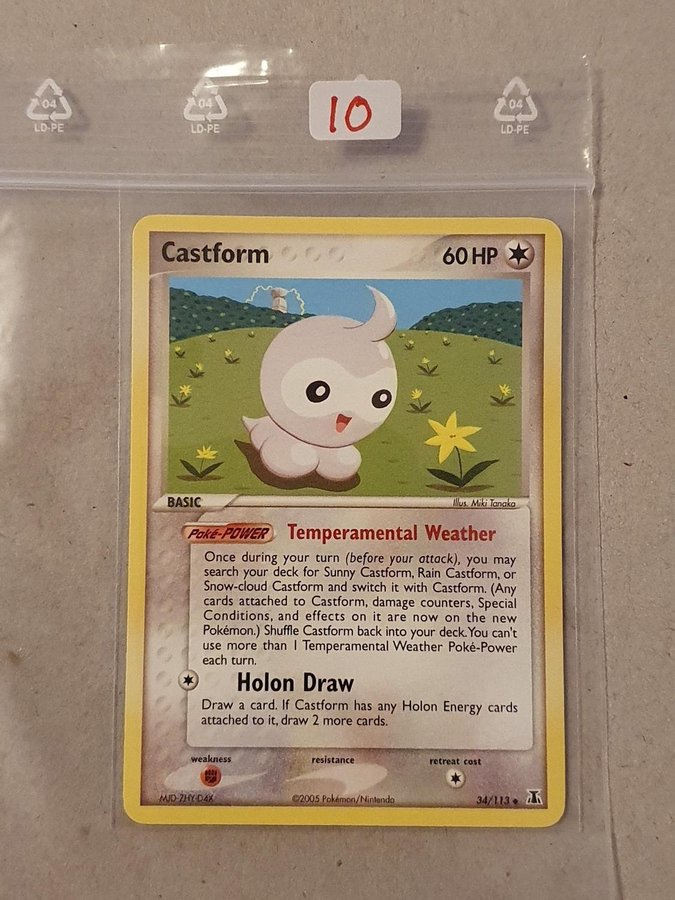 04
LD-PE
04
LD-PE
10
04
LD-PE
Castform
60 HP
BASIC
Illus. Miki Tanaka
Poké-POWER Temperamental Weather
Once during your turn (before your attack), you may
search your deck for Sunny Castform, Rain Castform, or
Snow-cloud Castform and switch it with Castform. (Any
cards attached to Castform, damage counters, Special
Conditions, and effects on it are now on the new
Pokémon.) Shuffle Castform back into your deck. You can't
use more than 1 Temperamental Weather Poké-Power
each turn.
Holon Draw
Draw a card. If Castform has any Holon Energy cards
attached to it, draw 2 more cards.
weakness resistance retreat cost
MJD-ZHY-D4X ©2005 Pokémon/Nintendo 34/113